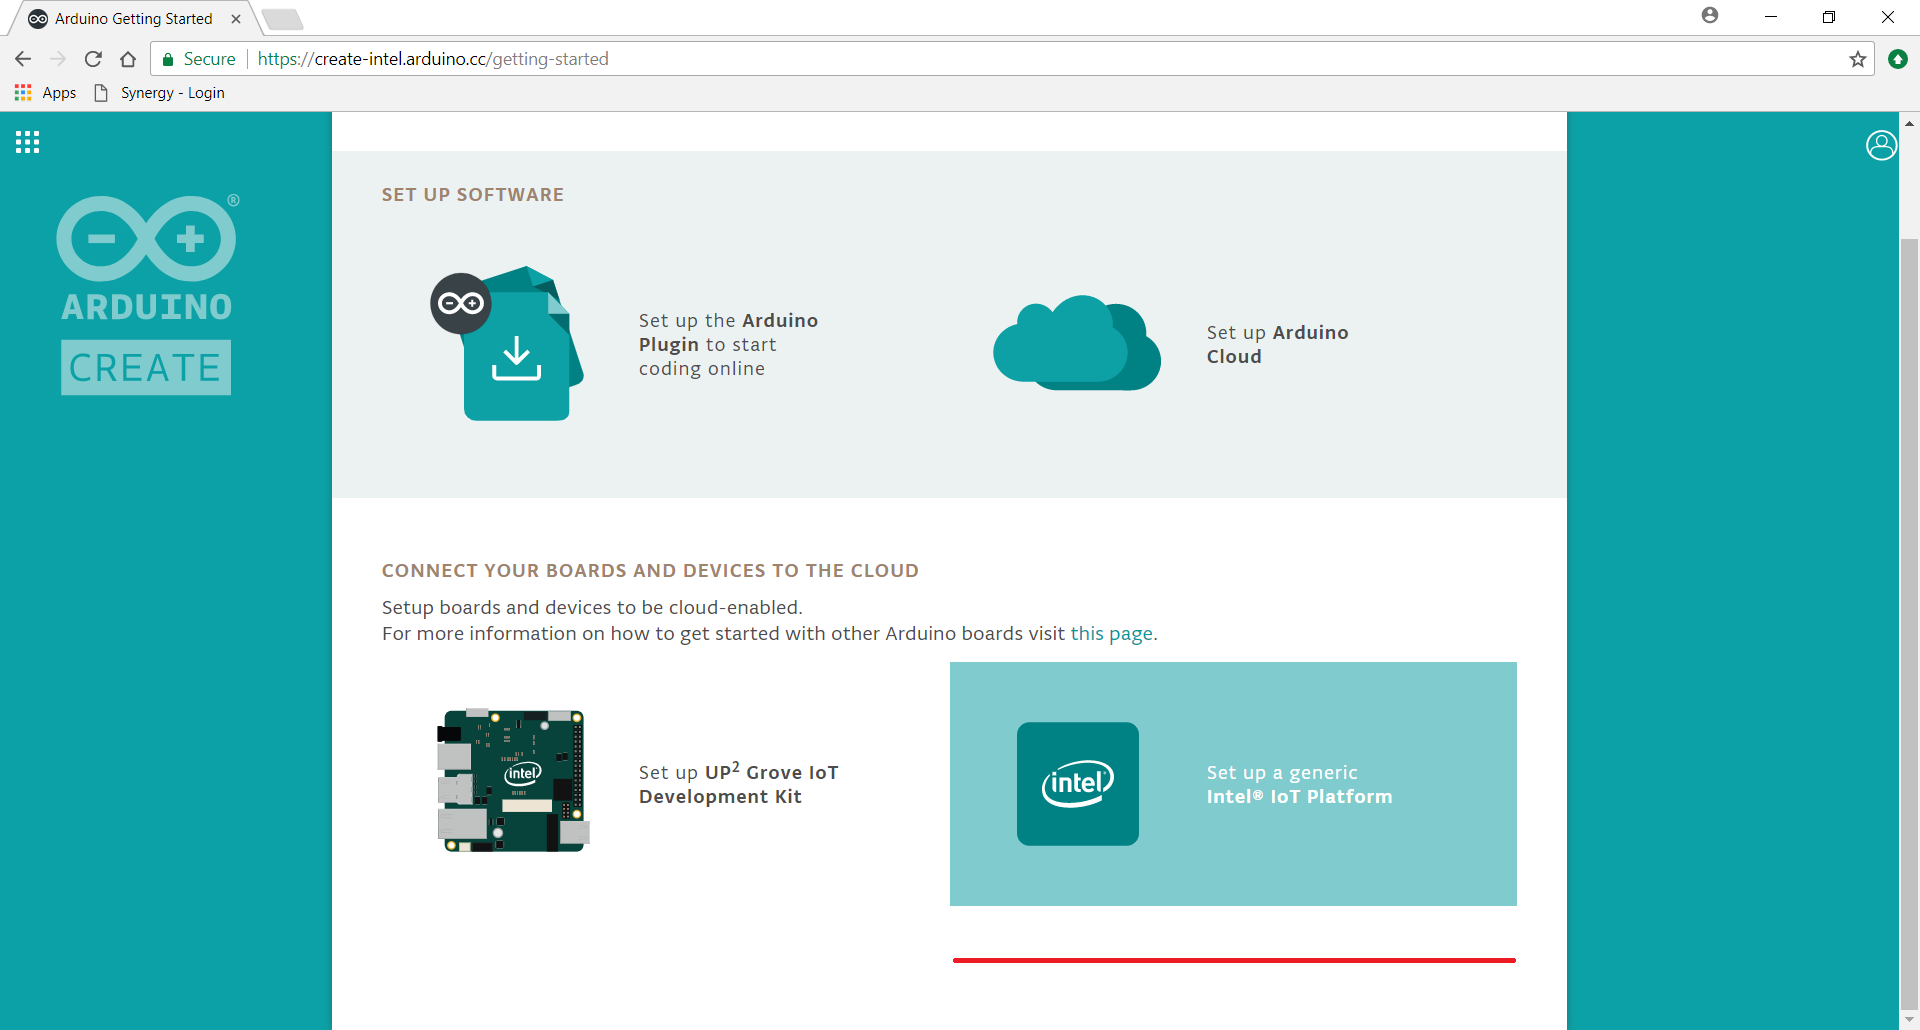 Arduino Getting Started
Secure
https://create-intel.arduino.cc/getting-started
Apps
Synergy - Login
®
ARDUINO
CREATE
SET UP SOFTWARE
Set up the Arduino
Plugin to start
coding online
Set up Arduino
Cloud
CONNECT YOUR BOARDS AND DEVICES TO THE CLOUD
Setup boards and devices to be cloud-enabled.
For more information on how to get started with other Arduino boards visit this page.
intel
Set up UP² Grove IoT
Development Kit
intel
Set up a generic
Intel® IoT Platform